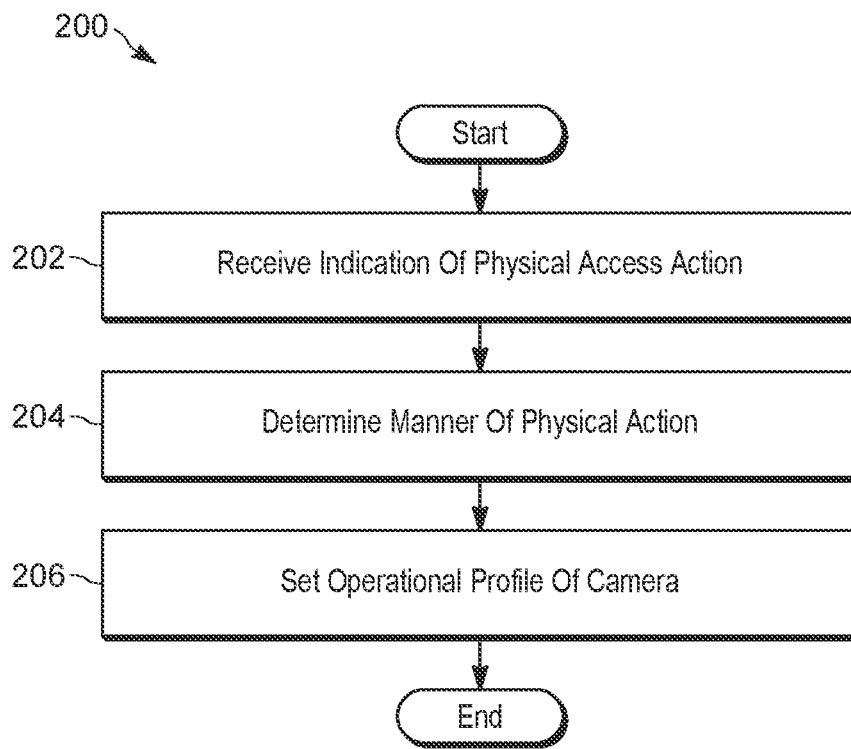 200
Start
202
Receive Indication Of Physical Access Action
204
Determine Manner Of Physical Action
206
Set Operational Profile Of Camera
End